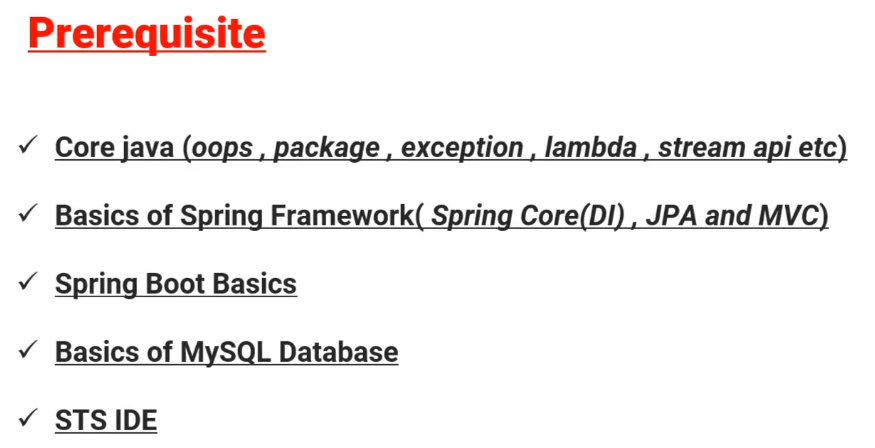 Prerequisite
✓ Core java (oops , package , exception , lambda , stream api etc)
✓ Basics of Spring Framework( Spring Core(DI) , JPA and MVC)
✓ Spring Boot Basics
✓ Basics of MySQL Database
✓ STS IDE